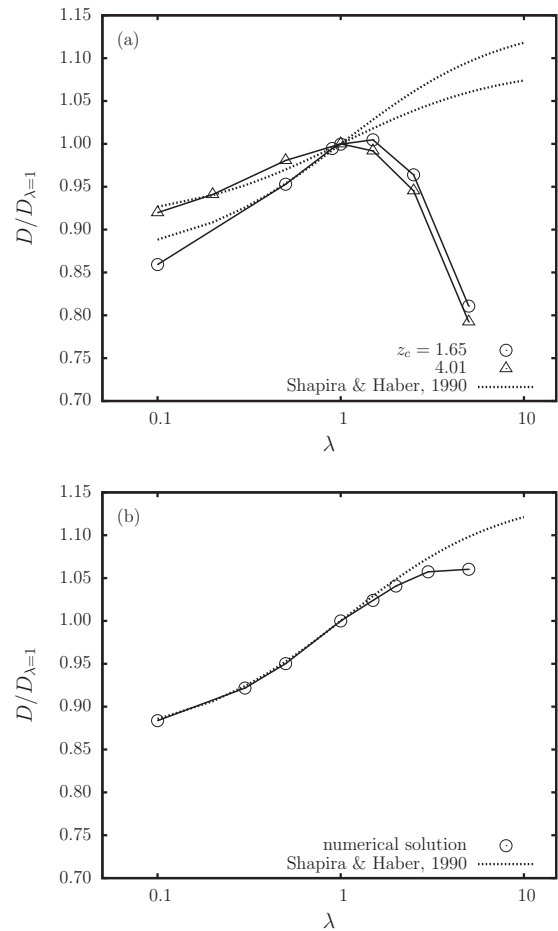 1.15
(a)
1.10
1.05
1.00
D/D_{λ=1}
0.95
0.90
0.85
0.80
z_c = 1.65
4.01
0.75
Shapira & Haber, 1990
0.70
0.1 1 10
λ
1.15
(b)
1.10
1.05
1.00
D/D_{λ=1}
0.95
0.90
0.85
0.80
0.75
numerical solution
Shapira & Haber, 1990
0.70
0.1 1 10
λ